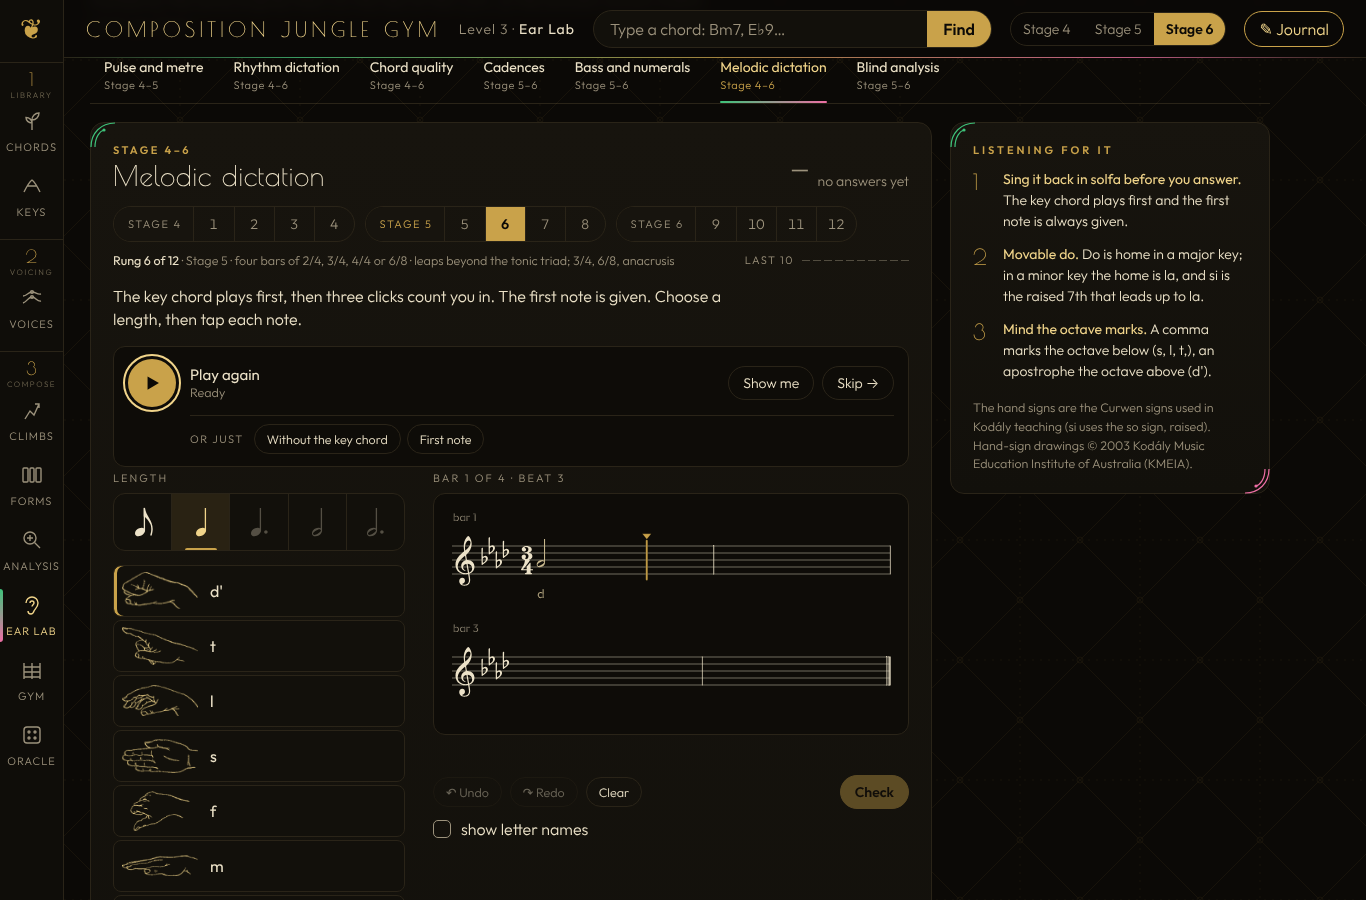 COMPOSITION JUNGLE GYM
Level 3 · Ear Lab
Type a chord: Bm7, E♭9...
Find
Stage 4
Stage 5
Stage 6
✎ Journal
1
LIBRARY
CHORDS
KEYS
2
VOICING
VOICES
3
COMPOSE
CLIMBS
FORMS
ANALYSIS
EAR LAB
GYM
ORACLE
Pulse and metre
Stage 4–5
Rhythm dictation
Stage 4–6
Chord quality
Stage 4–6
Cadences
Stage 5–6
Bass and numerals
Stage 5–6
Melodic dictation
Stage 4–6
Blind analysis
Stage 5–6
STAGE 4–6
Melodic dictation
— no answers yet
STAGE 4 1 2 3 4
STAGE 5 5 6 7 8
STAGE 6 9 10 11 12
Rung 6 of 12 · Stage 5 · four bars of 2/4, 3/4, 4/4 or 6/8 · leaps beyond the tonic triad; 3/4, 6/8, anacrusis
LAST 10
The key chord plays first, then three clicks count you in. The first note is given. Choose a
length, then tap each note.
Play again
Ready
Show me
Skip →
OR JUST
Without the key chord
First note
LENGTH
d'
t
l
s
f
m
BAR 1 OF 4 · BEAT 3
bar 1
3
4
d
bar 3
↶ Undo
↷ Redo
Clear
Check
show letter names
LISTENING FOR IT
1
Sing it back in solfa before you answer.
The key chord plays first and the first
note is always given.
2
Movable do. Do is home in a major key;
in a minor key the home is la, and si is
the raised 7th that leads up to la.
3
Mind the octave marks. A comma
marks the octave below (s, l, t,), an
apostrophe the octave above (d').
The hand signs are the Curwen signs used in
Kodály teaching (si uses the so sign, raised).
Hand-sign drawings © 2003 Kodály Music
Education Institute of Australia (KMEIA).